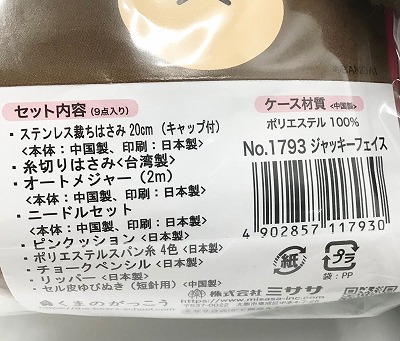 セット内容(9点入り)
・ステンレス裁ちばさみ 20cm(キャップ付)
<本体:中国製、印刷:日本製>
・糸切りはさみ<台湾製>
・オートメジャー(2m)
<本体:中国製、印刷:日本製>
・ニードルセット
<本体:中国製、印刷:日本製>
・ピンクッション <日本製>
・ポリエステルスパン糸 4色 <日本製>
・チョークペンシル <日本製>
・リッパー <日本製>
・セル皮ゆびぬき(短針用)<中国製>
くまのがっこう
ケース材質 <中国製>
ポリエステル 100%
No.1793 ジャッキーフェイス
4 902857 117930
紙
プラ
袋:PP
株式会社 ミササ
https://www.misasa-inc.com